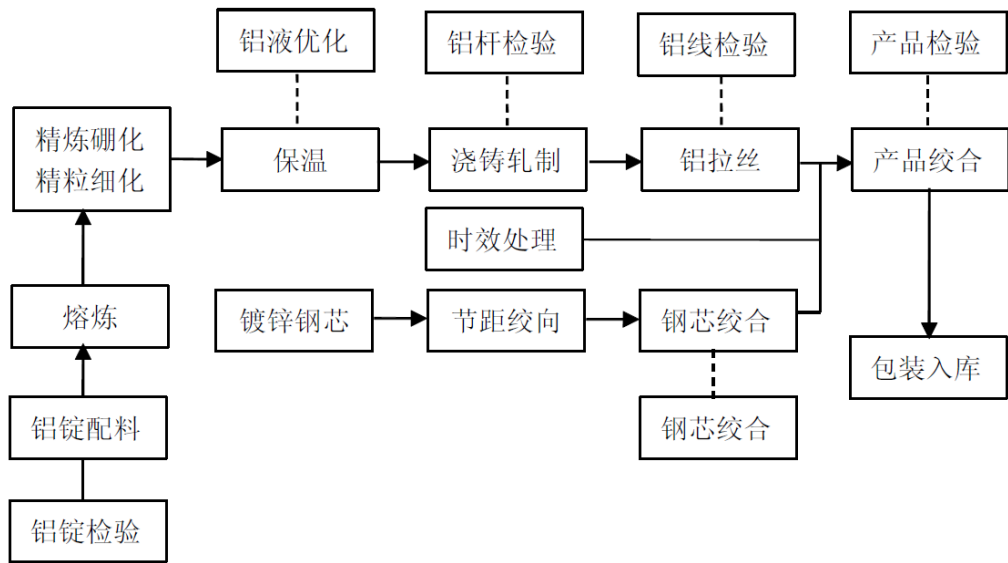 铝液优化
铝杆检验
铝线检验
产品检验
精炼硼化
精粒细化
保温
浇铸轧制
铝拉丝
产品绞合
时效处理
熔炼
镀锌钢芯
节距绞向
钢芯绞合
包装入库
铝锭配料
钢芯绞合
铝锭检验